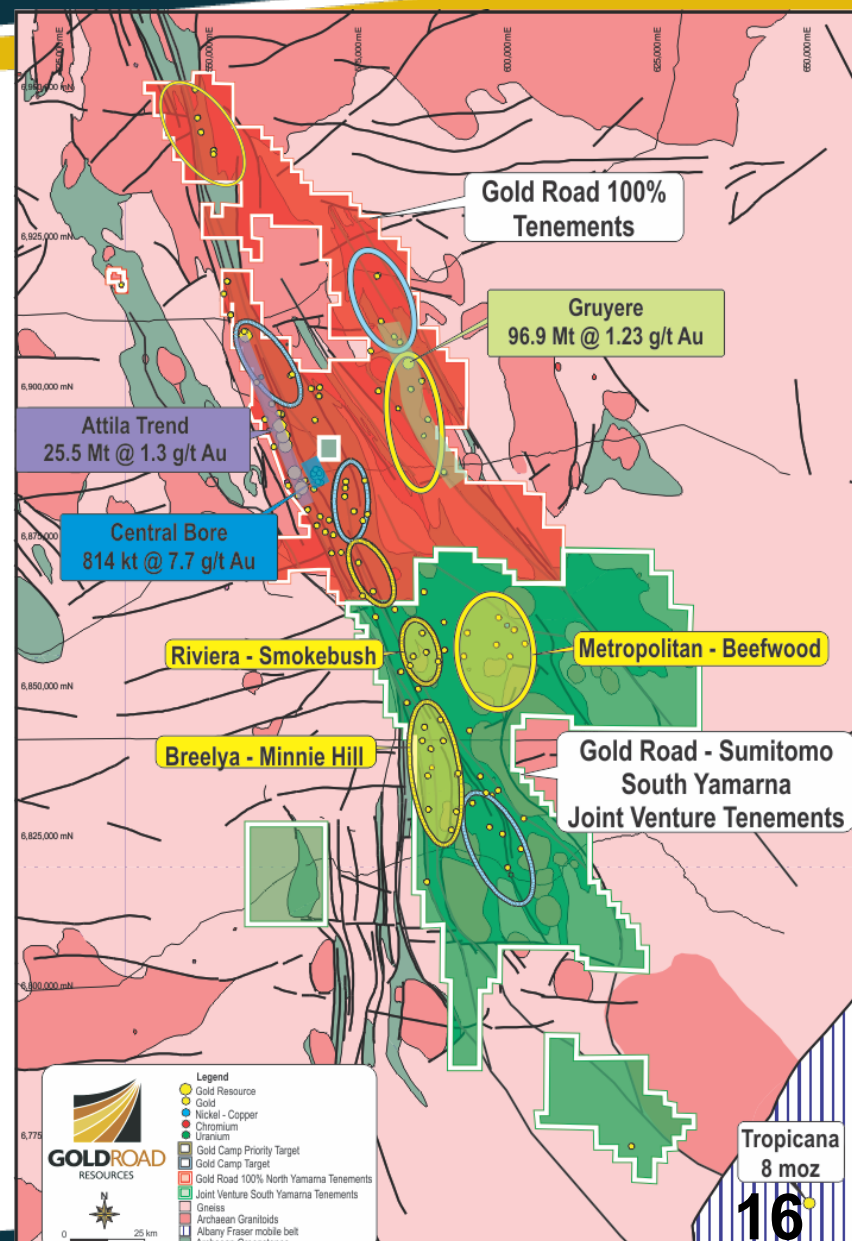 550,000 mE
600,000 mE
625,000 mE
650,000 mE
6,925,000 mN
Gold Road 100%
Tenements
Gruyere
96.9 Mt @ 1.23 g/t Au
6,900,000 mN
Attila Trend
25.5 Mt @ 1.3 g/t Au
Central Bore
814 kt @ 7.7 g/t Au
6,875,000
Riviera - Smokebush
Metropolitan - Beefwood
6,850,000 mN
Breelya - Minnie Hill
Gold Road - Sumitomo
South Yamarna
Joint Venture Tenements
6,825,000 mN
6,800,000 mN
6,775
GOLDROAD
RESOURCES
N
0 25 km
Legend
Gold Resource
Gold
Nickel - Copper
Chromium
Uranium
Gold Camp Priority Target
Gold Camp Target
Gold Road 100% North Yamarna Tenements
Joint Venture South Yamarna Tenements
Gneiss
Archaean Granitoids
Albany Fraser mobile belt
Tropicana
8 moz
16